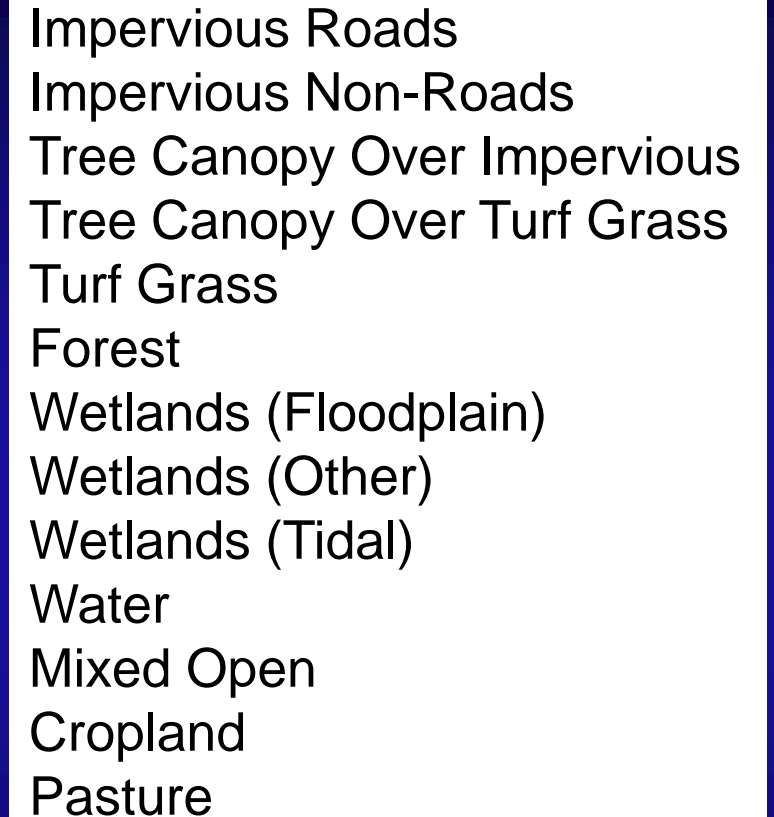 Impervious Roads
Impervious Non-Roads
Tree Canopy Over Impervious
Tree Canopy Over Turf Grass
Turf Grass
Forest
Wetlands (Floodplain)
Wetlands (Other)
Wetlands (Tidal)
Water
Mixed Open
Cropland
Pasture